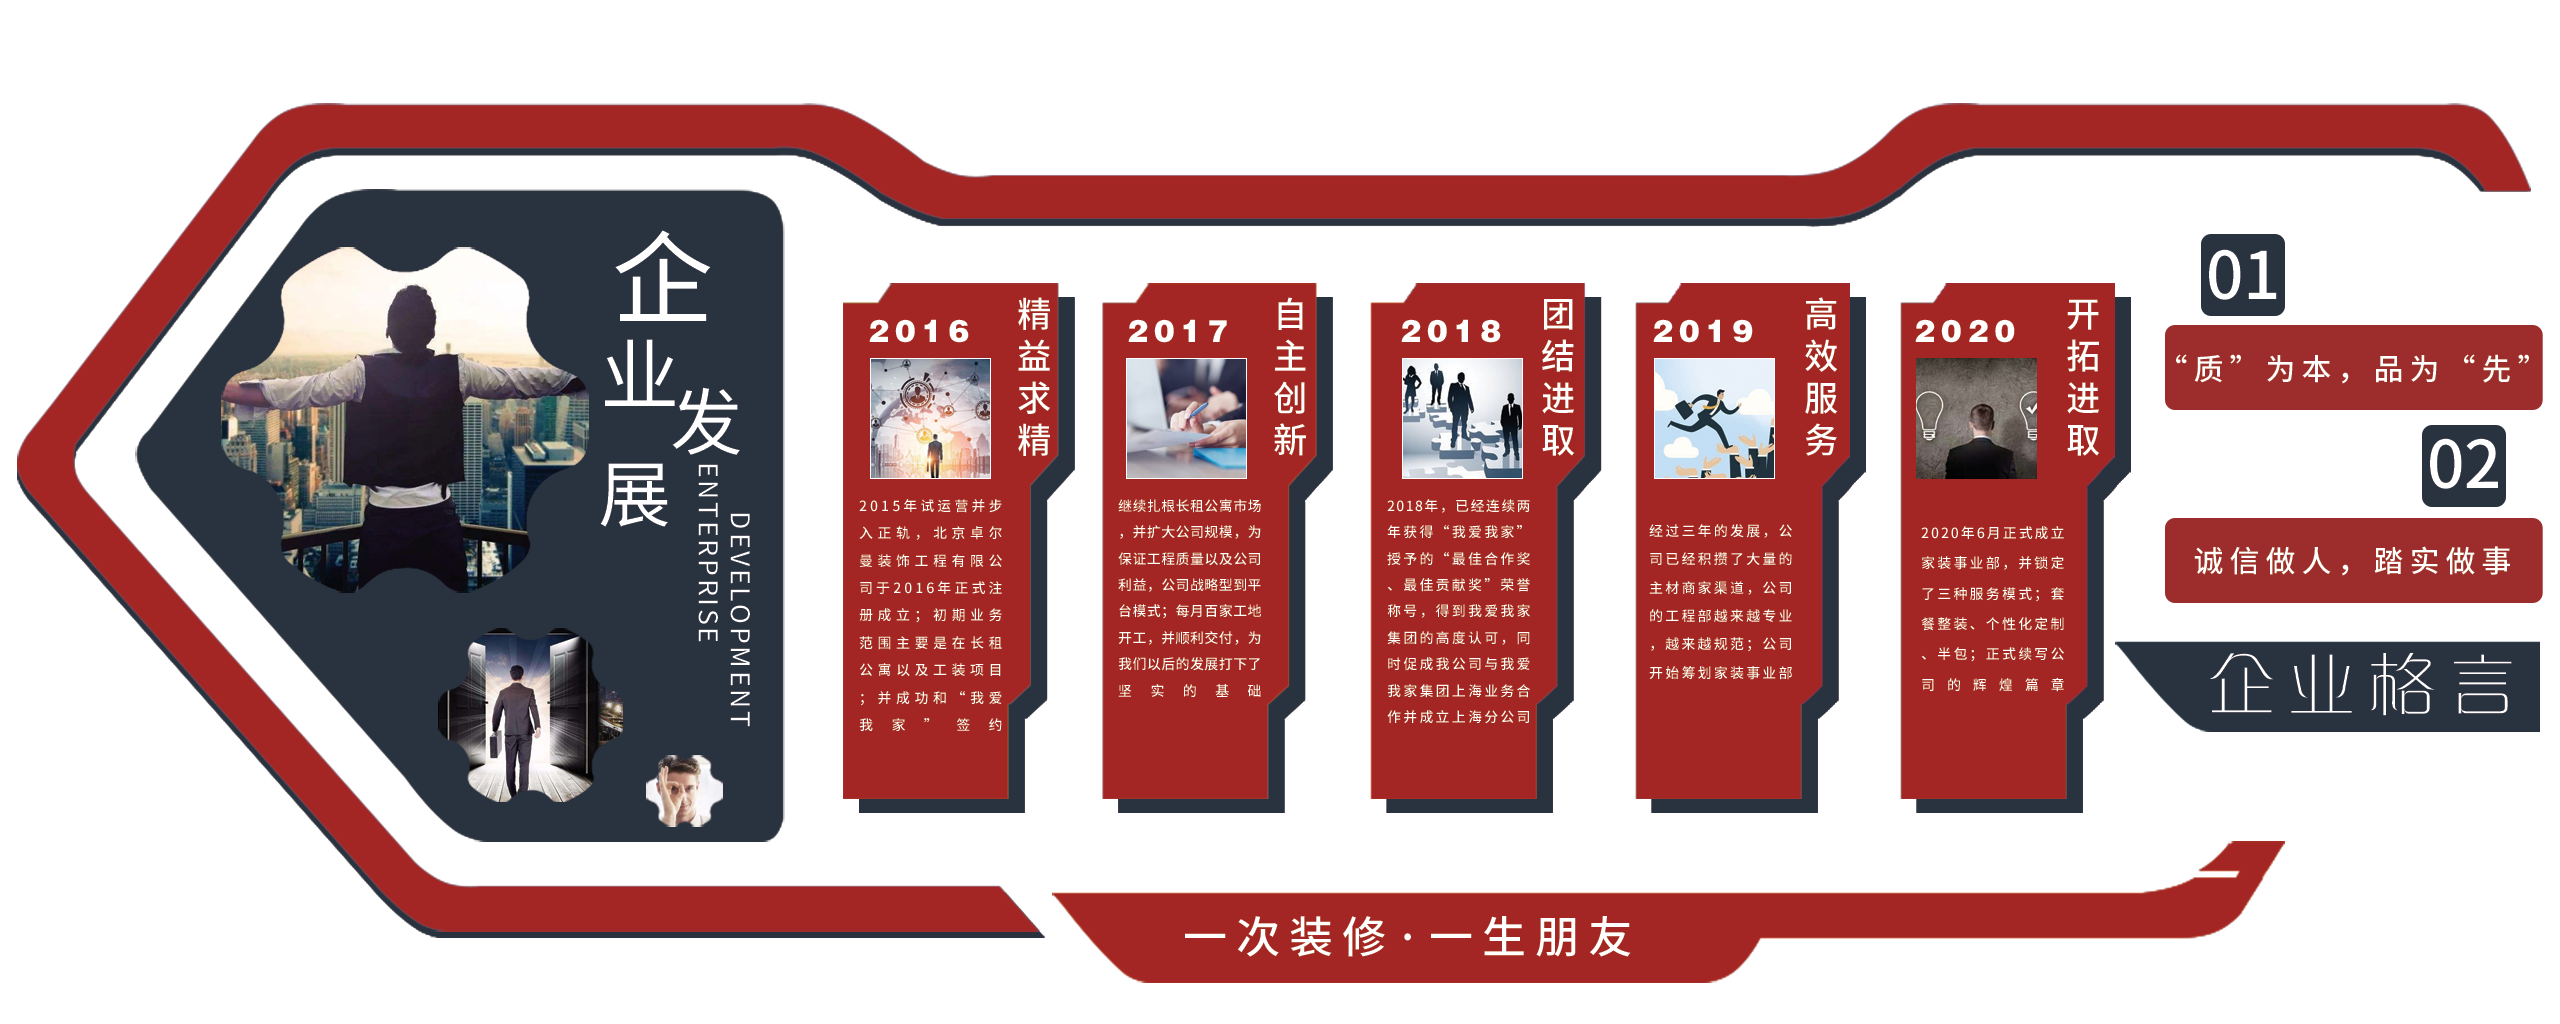 企业发展
ENTERPRISE
DEVELOPMENT
2016
精益求精
2015年试运营并步
入正轨，北京卓尔
曼装饰工程有限公
司于2016年正式注
册成立；初期业务
范围主要是在长租
公寓以及工装项目
；并成功和“我爱
我家”签约
2017
自主创新
继续扎根长租公寓市场
，并扩大公司规模，为
保证工程质量以及公司
利益，公司战略型到平
台模式；每月百家工地
开工，并顺利交付，为
我们以后的发展打下了
坚实的基础
2018
团结进取
2018年，已经连续两
年获得“我爱我家”
授予的“最佳合作奖
、最佳贡献奖”荣誉
称号，得到我爱我家
集团的高度认可，同
时促成我公司与我爱
我家集团上海业务合
作并成立上海分公司
2019
高效服务
经过三年的发展，公
司已经积攒了大量的
主材商家渠道，公司
的工程部越来越专业
，越来越规范；公司
开始筹划家装事业部
2020
开拓进取
2020年6月正式成立
家装事业部，并锁定
了三种服务模式；套
餐整装、个性化定制
、半包；正式续写公
司的辉煌篇章
01
“质”为本，品为“先”
02
诚信做人，踏实做事
企业格言
一次装修·一生朋友